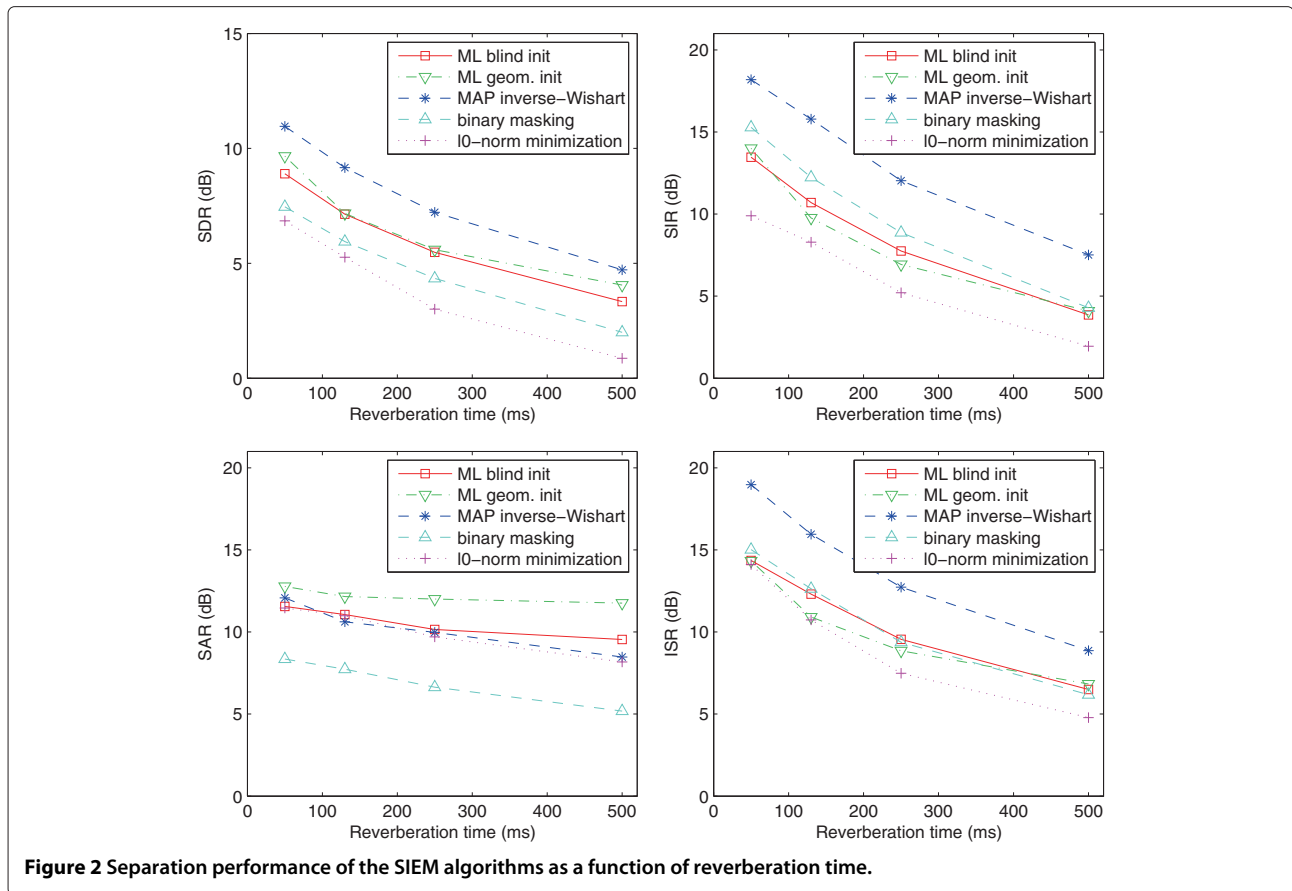 15
10
5
0
SDR (dB)
0 100 200 300 400 500
Reverberation time (ms)
ML blind init
ML geom. init
MAP inverse−Wishart
binary masking
l0−norm minimization
20
15
10
5
0
SIR (dB)
0 100 200 300 400 500
Reverberation time (ms)
ML blind init
ML geom. init
MAP inverse−Wishart
binary masking
l0−norm minimization
20
15
10
5
0
SAR (dB)
0 100 200 300 400 500
Reverberation time (ms)
ML blind init
ML geom. init
MAP inverse−Wishart
binary masking
l0−norm minimization
20
15
10
5
0
ISR (dB)
0 100 200 300 400 500
Reverberation time (ms)
ML blind init
ML geom. init
MAP inverse−Wishart
binary masking
l0−norm minimization
Figure 2 Separation performance of the SIEM algorithms as a function of reverberation time.